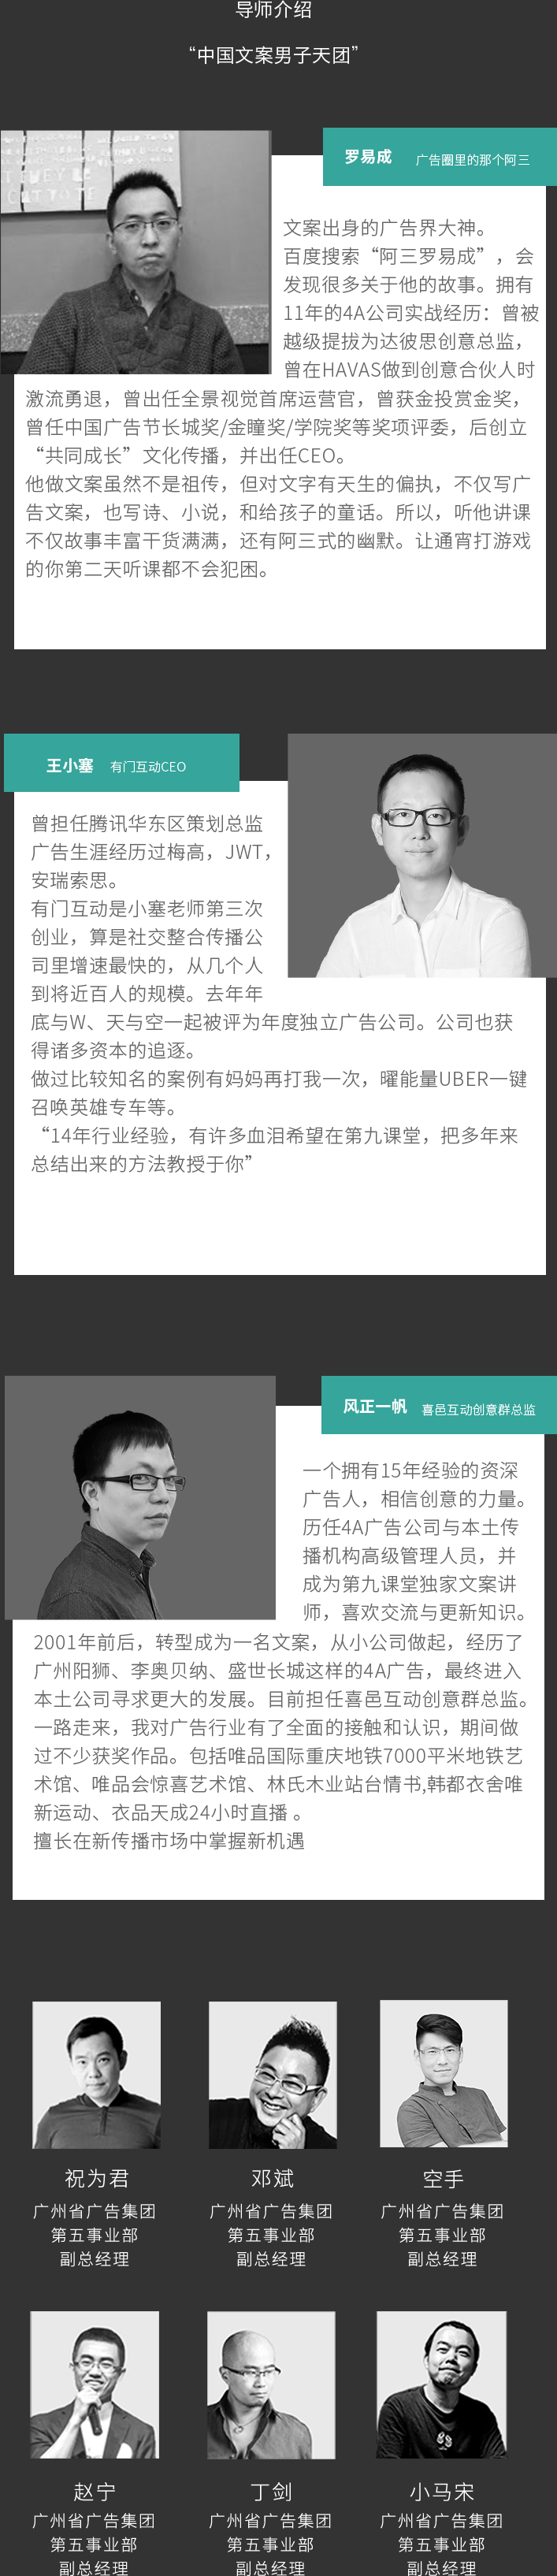 导师介绍
“中国文案男子天团”
罗易成 广告圈里的那个阿三
文案出身的广告界大神。
百度搜索“阿三罗易成”，会
发现很多关于他的故事。拥有
11年的4A公司实战经历：曾被
越级提拔为达彼思创意总监，
曾在HAVAS做到创意合伙人时
激流勇退，曾出任全景视觉首席运营官，曾获金投赏金奖，
曾任中国广告节长城奖/金瞳奖/学院奖等奖项评委，后创立
“共同成长”文化传播，并出任CEO。
他做文案虽然不是祖传，但对文字有天生的偏执，不仅写广
告文案，也写诗、小说，和给孩子的童话。所以，听他讲课
不仅故事丰富干货满满，还有阿三式的幽默。让通宵打游戏
的你第二天听课都不会犯困。
王小塞 有门互动CEO
曾担任腾讯华东区策划总监
广告生涯经历过梅高，JWT，
安瑞索思。
有门互动是小塞老师第三次
创业，算是社交整合传播公
司里增速最快的，从几个人
到将近百人的规模。去年年
底与W、天与空一起被评为年度独立广告公司。公司也获
得诸多资本的追逐。
做过比较知名的案例有妈妈再打我一次，曜能量UBER一键
召唤英雄专车等。
“14年行业经验，有许多血泪希望在第九课堂，把多年来
总结出来的方法教授于你”
风正一帆 喜邑互动创意群总监
一个拥有15年经验的资深
广告人，相信创意的力量。
历任4A广告公司与本土传
播机构高级管理人员，并
成为第九课堂独家文案讲
师，喜欢交流与更新知识。
2001年前后，转型成为一名文案，从小公司做起，经历了
广州阳狮、李奥贝纳、盛世长城这样的4A广告，最终进入
本土公司寻求更大的发展。目前担任喜邑互动创意群总监。
一路走来，我对广告行业有了全面的接触和认识，期间做
过不少获奖作品。包括唯品国际重庆地铁7000平米地铁艺
术馆、唯品会惊喜艺术馆、林氏木业站台情书,韩都衣舍唯
新运动、衣品天成24小时直播 。
擅长在新传播市场中掌握新机遇
祝为君 邓斌 空手
广州省广告集团 广州省广告集团 广州省广告集团
第五事业部 第五事业部 第五事业部
副总经理 副总经理 副总经理
赵宁 丁剑 小马宋
广州省广告集团 广州省广告集团 广州省广告集团
第五事业部 第五事业部 第五事业部
副总经理 副总经理 副总经理